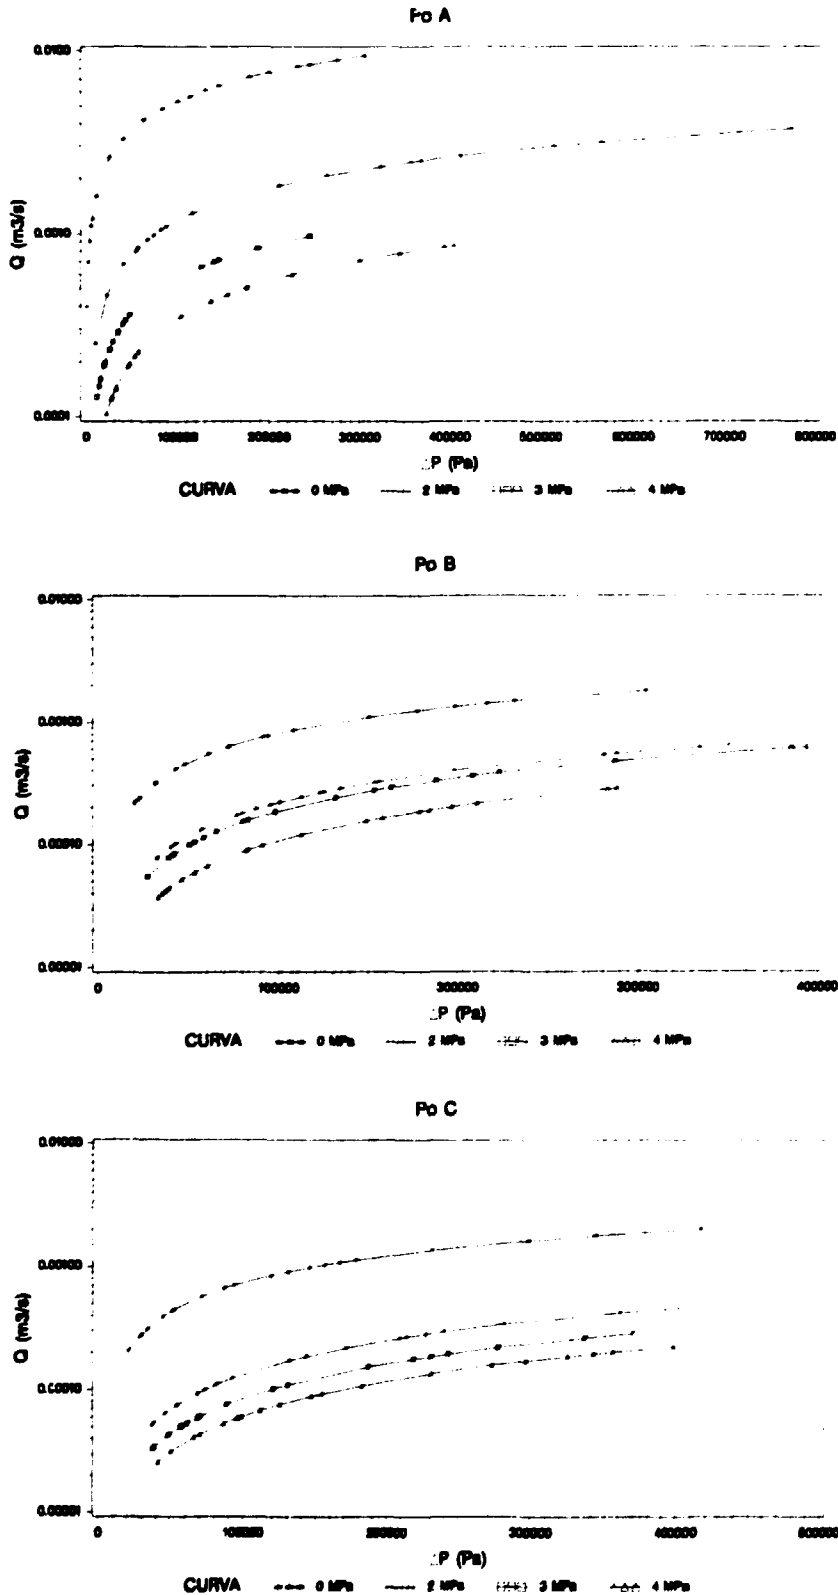 Po A
0.0100
0.0010
0.0001
Q (m3/s)
0 100000 200000 300000 400000 500000 600000 700000 800000
△P (Pa)
CURVA 0 MPa 2 MPa 3 MPa 4 MPa
Po B
0.01000
0.00100
0.00010
0.00001
Q (m3/s)
0 100000 200000 300000 400000
△P (Pa)
CURVA 0 MPa 2 MPa 3 MPa 4 MPa
Po C
0.01000
0.00100
0.00010
0.00001
Q (m3/s)
0 100000 200000 300000 400000 500000
△P (Pa)
CURVA 0 MPa 2 MPa 3 MPa 4 MPa